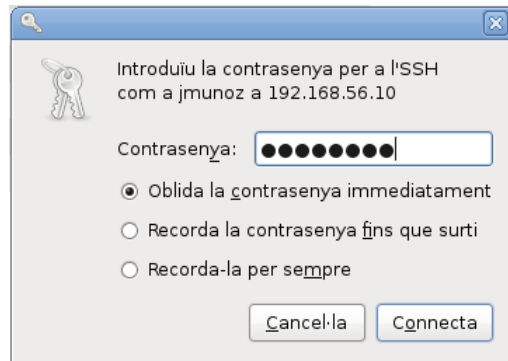 Introduïu la contrasenya per a l'SSH
com a jmunoz a 192.168.56.10
Contrasenya: ●●●●●●●●
Oblida la contrasenya immediatament
Recorda la contrasenya fins que surti
Recorda-la per sempre
Cancel·la Connecta